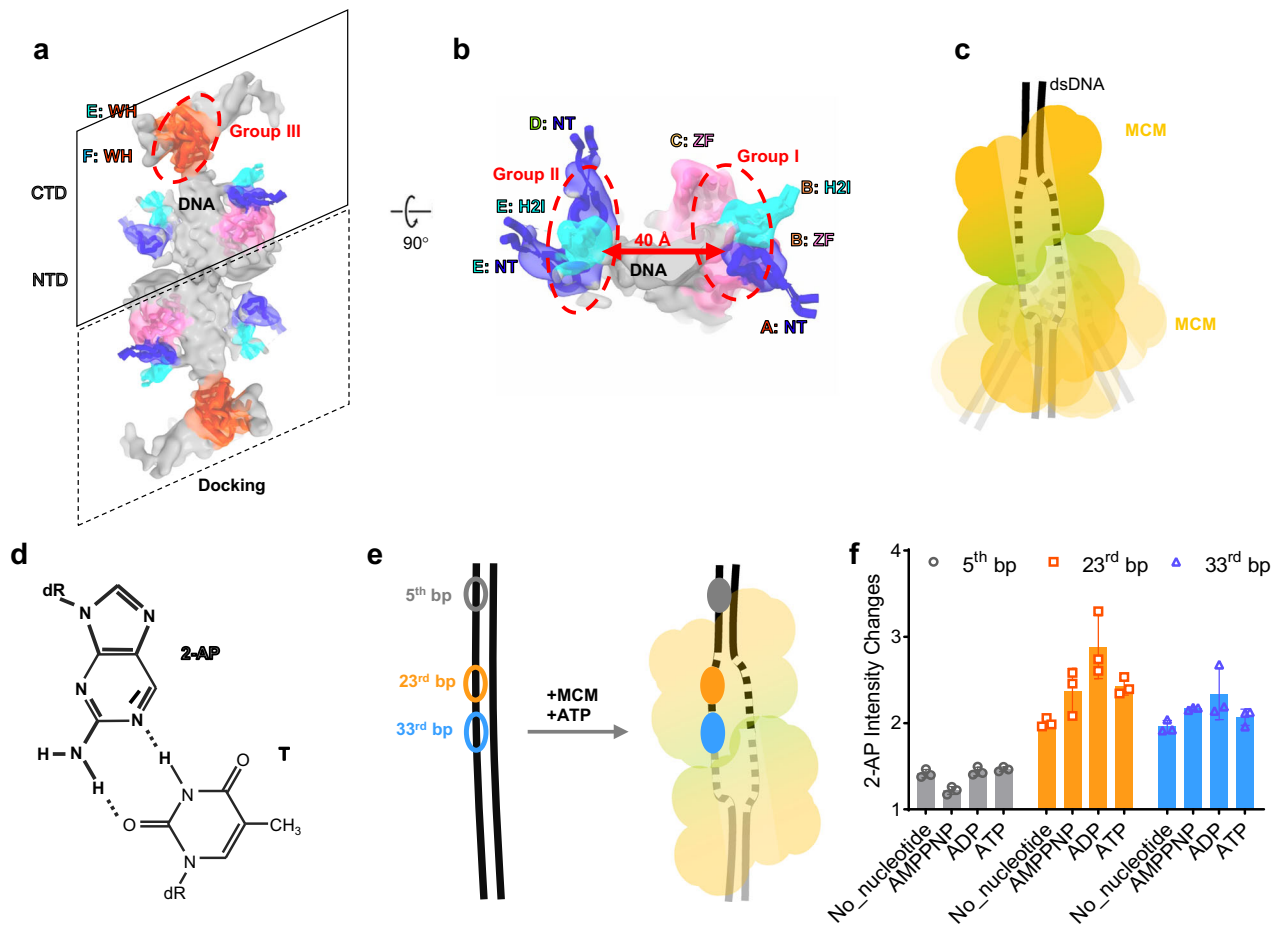 a
E: WH
F: WH
Group III
CTD
DNA
NTD
Docking
90°
b
D: NT
C: ZF
Group I
Group II
B: H2I
E: H2I
40 Å
B: ZF
E: NT
DNA
A: NT
c
dsDNA
MCM
MCM
d
dR
N
N
2-AP
N
N
H
N
H
H
T
O
N
O
N
CH3
dR
e
5th bp
23rd bp
33rd bp
+MCM
+ATP
f
5th bp
23rd bp
33rd bp
2-AP Intensity Changes
4
3
2
1
No_nucleotide
AMPPNP
ADP
ATP
No_nucleotide
AMPPNP
ADP
ATP
No_nucleotide
AMPPNP
ADP
ATP